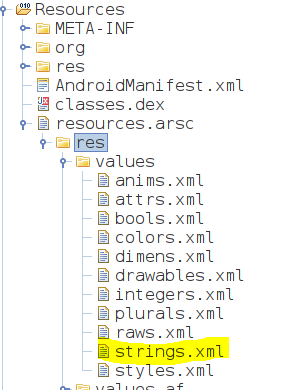 Resources
META-INF
org
res
AndroidManifest.xml
classes.dex
resources.arsc
res
values
anims.xml
attrs.xml
bools.xml
colors.xml
dimens.xml
drawables.xml
integers.xml
plurals.xml
raws.xml
strings.xml
styles.xml
values-af